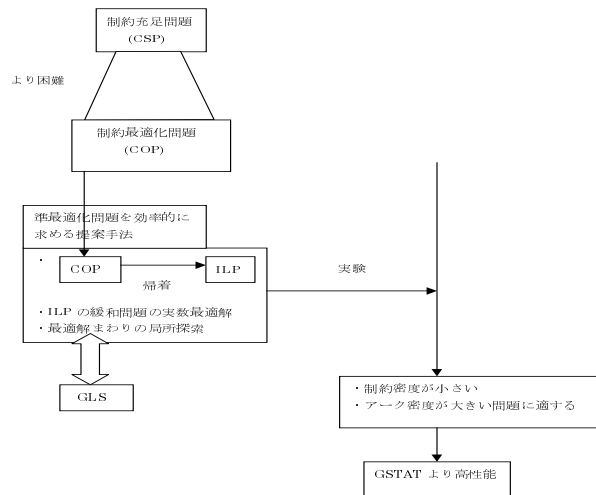 制約充足問題
(CSP)
より困難
制約最適化問題
(COP)
準最適化問題を効率的に
求める提案手法
・
COP
ILP
帰着
・ILP の緩和問題の実数最適解
・最適解まわりの局所探索
GLS
実験
・制約密度が小さい
・アーク密度が大きい問題に適する
GSTAT より高性能